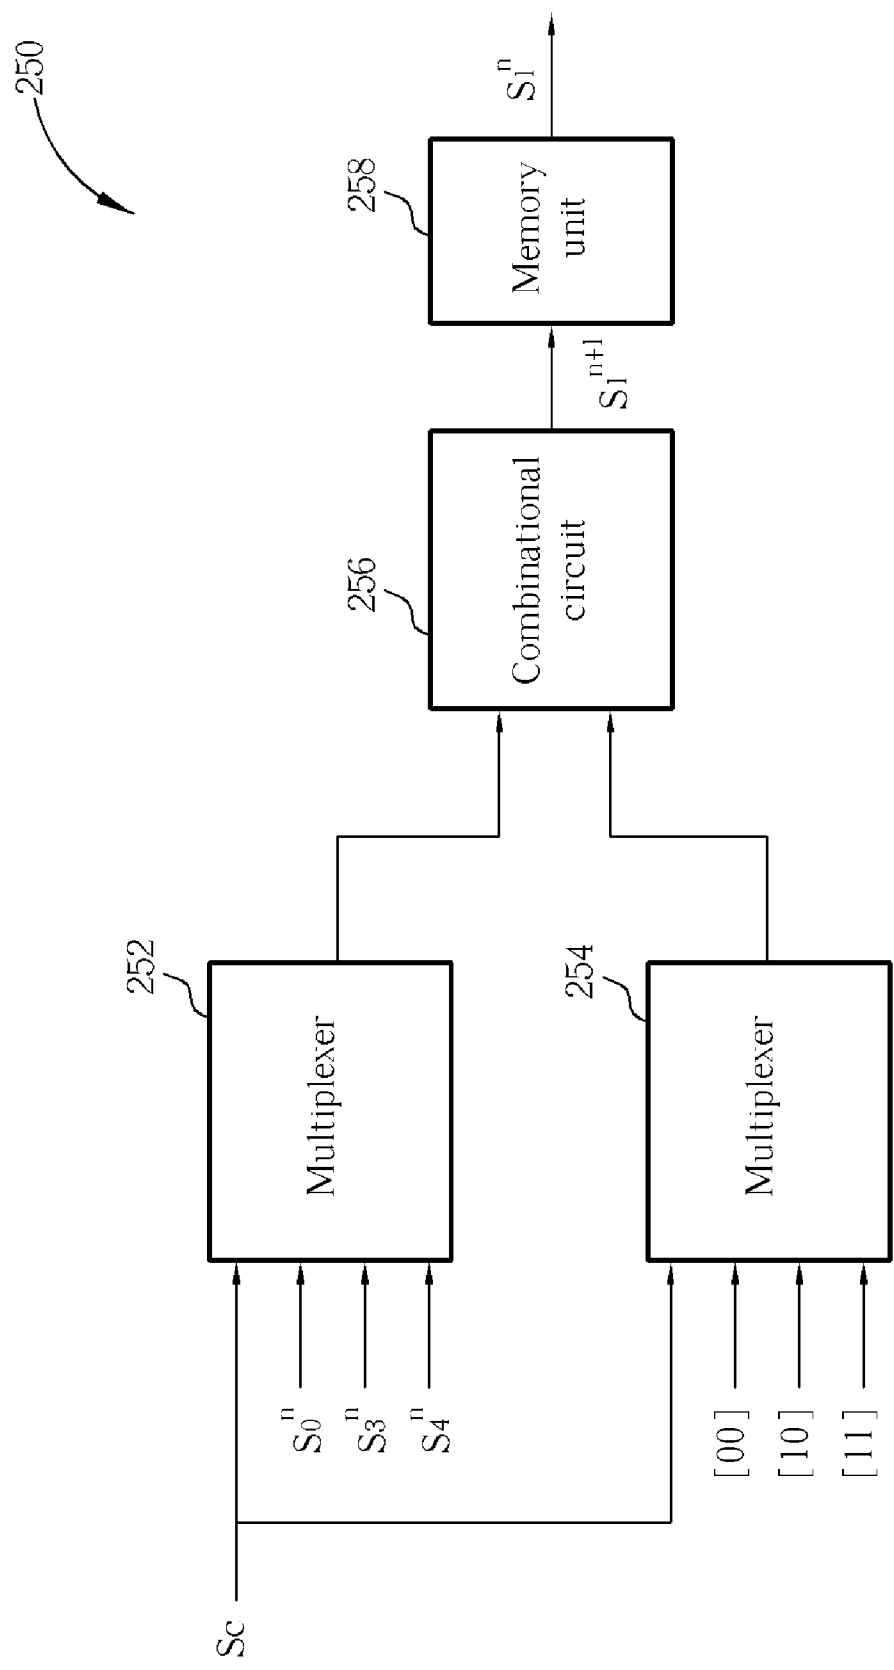 250
252
Multiplexer
Sc
S0^n
S3^n
S4^n
254
Multiplexer
[00]
[10]
[11]
256
Combinational
circuit
S1^n+1
258
Memory
unit
S1^n